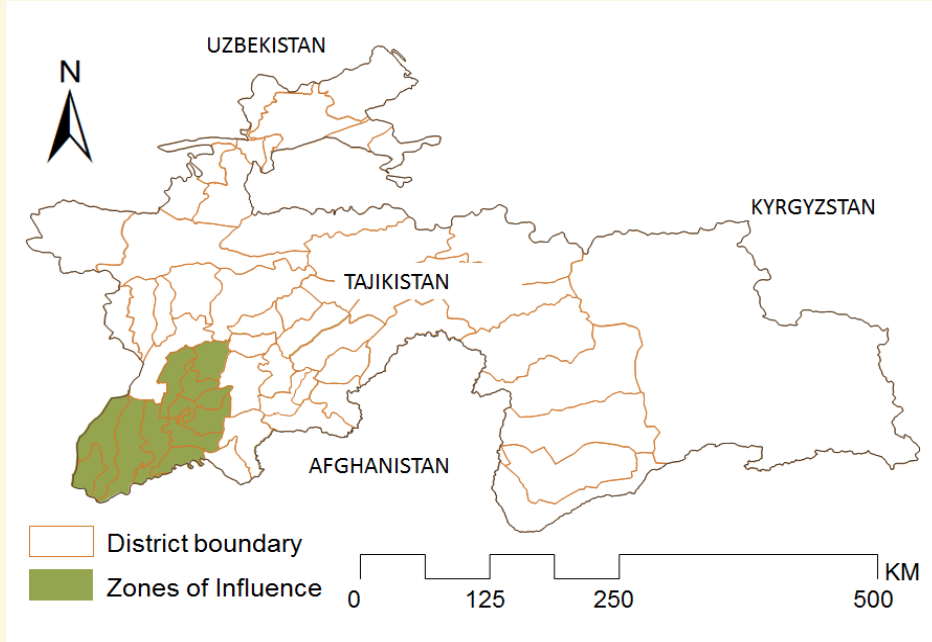 UZBEKISTAN
N
KYRGYZSTAN
TAJIKISTAN
AFGHANISTAN
District boundary
Zones of Influence
KM
0 125 250 500